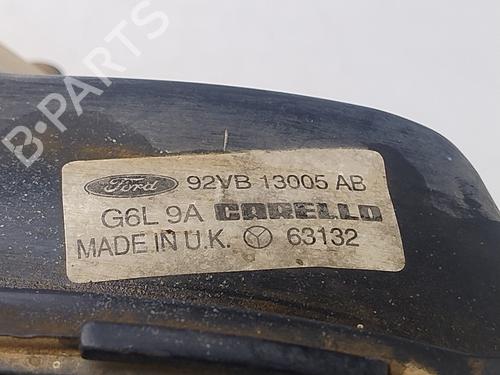 B-PARTS
Ford 92VB 13005 AB
G6L 9A CARELLO
MADE IN U.K. 63132